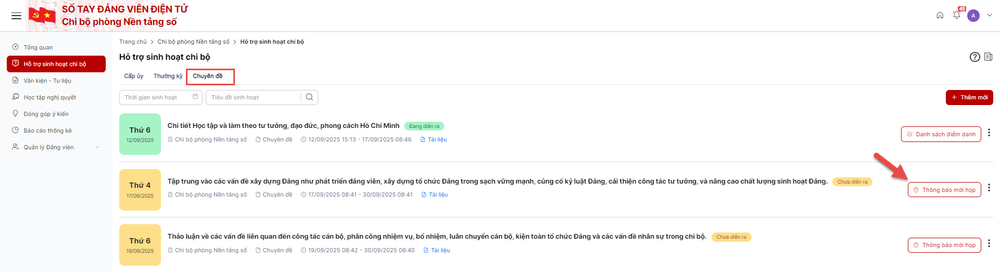 SỔ TAY ĐẢNG VIÊN ĐIỆN TỬ
Chi bộ phòng Nền tảng số
45
A
Tổng quan
Hỗ trợ sinh hoạt chi bộ
Văn kiện - Tư liệu
Học tập nghị quyết
Đóng góp ý kiến
Báo cáo thống kê
Quản lý Đảng viên
Trang chủ > Chi bộ phòng Nền tảng số > Hỗ trợ sinh hoạt chi bộ
Hỗ trợ sinh hoạt chi bộ
Cấp ủy Thường kỳ Chuyên đề
Thời gian sinh hoạt Tiêu đề sinh hoạt
+ Thêm mới
Thứ 6
12/09/2025
Chi tiết Học tập và làm theo tư tưởng, đạo đức, phong cách Hồ Chí Minh Đang diễn ra
Chi bộ phòng Nền tảng số Chuyên đề 12/09/2025 15:13 - 17/09/2025 08:46 Tài liệu
Danh sách điểm danh
Thứ 4
17/09/2025
Tập trung vào các vấn đề xây dựng Đảng như phát triển đảng viên, xây dựng tổ chức Đảng trong sạch vững mạnh, củng cố kỷ luật Đảng, cải thiện công tác tư tưởng, và nâng cao chất lượng sinh hoạt Đảng. Chưa diễn ra
Chi bộ phòng Nền tảng số Chuyên đề 17/09/2025 08:41 - 30/09/2025 08:41 Tài liệu
Thông báo mời họp
Thứ 6
19/09/2025
Thảo luận về các vấn đề liên quan đến công tác cán bộ, phân công nhiệm vụ, bổ nhiệm, luân chuyển cán bộ, kiện toàn tổ chức Đảng và các vấn đề nhân sự trong chi bộ. Chưa diễn ra
Chi bộ phòng Nền tảng số Chuyên đề 19/09/2025 08:42 - 30/09/2025 08:40 Tài liệu
Thông báo mời họp